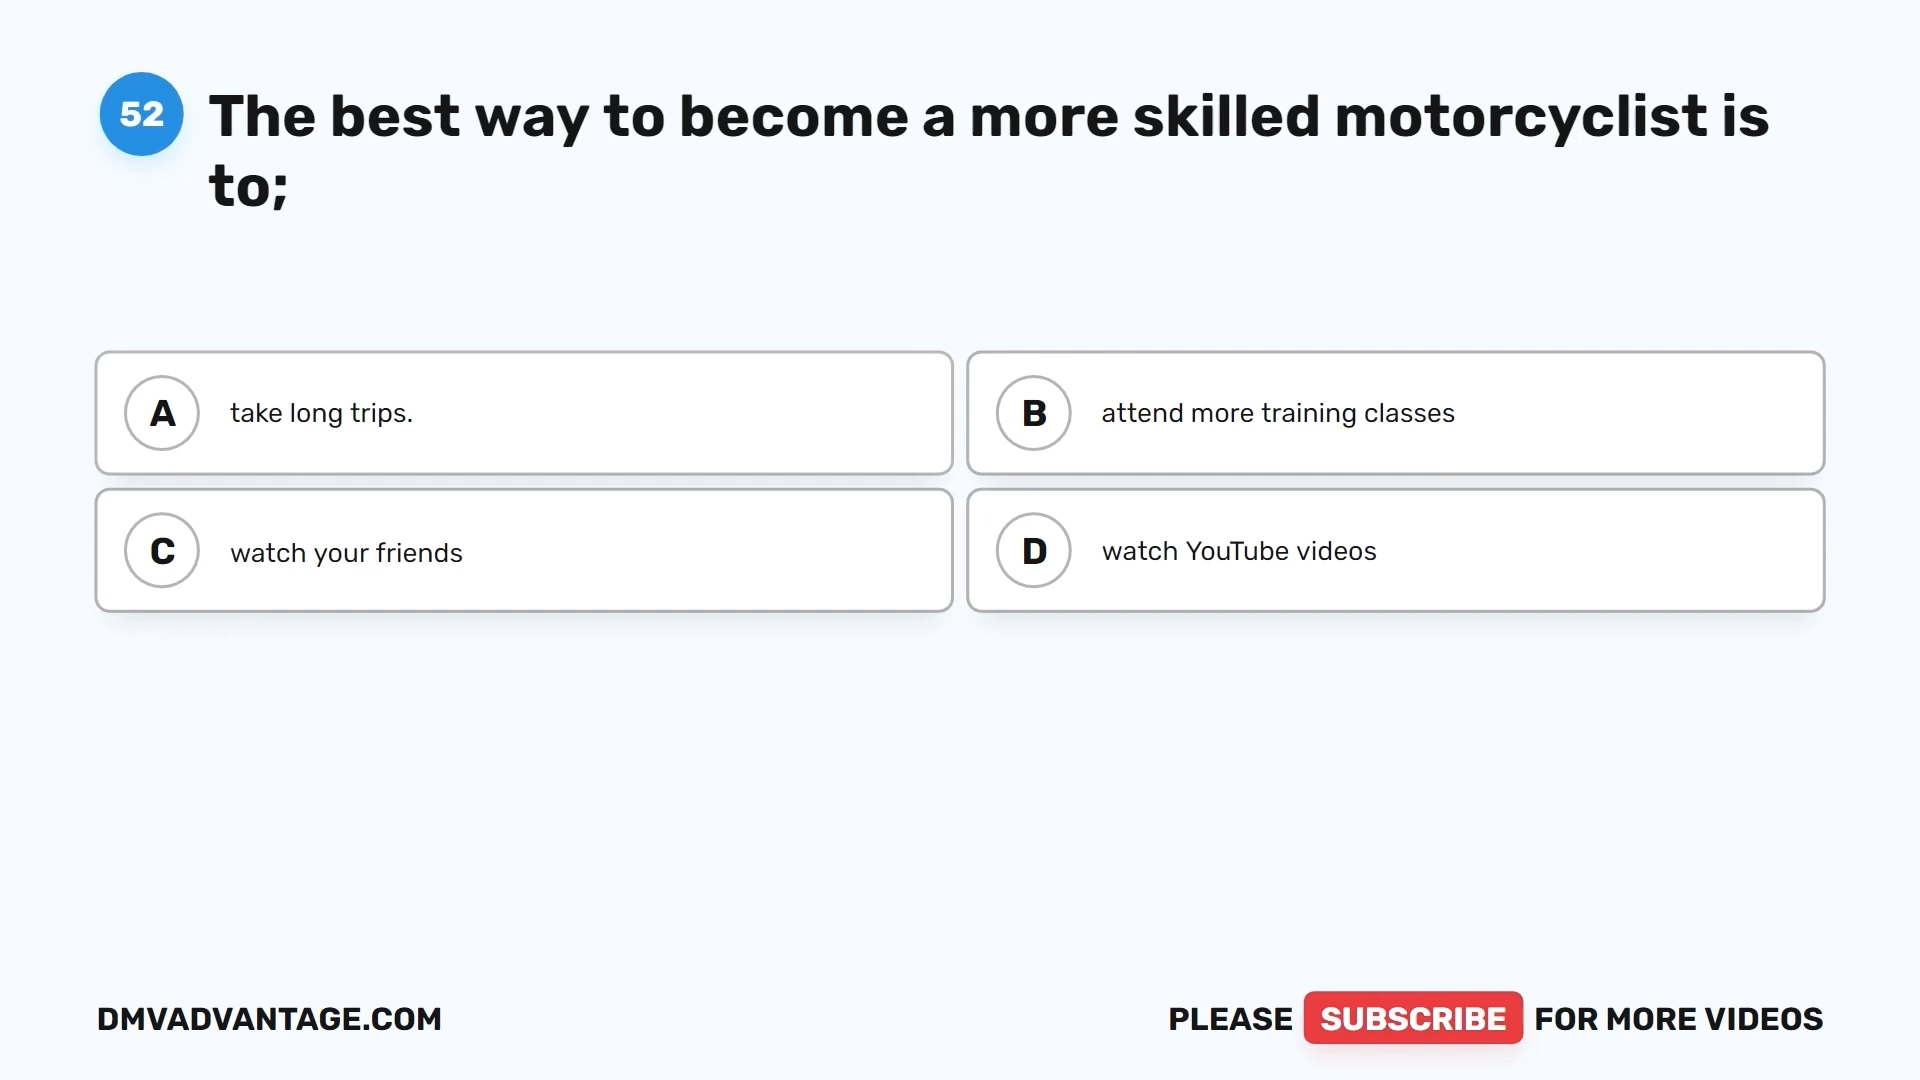 52
The best way to become a more skilled motorcyclist is
to;
A
take long trips.
B
attend more training classes
C
watch your friends
D
watch YouTube videos
DMVADVANTAGE.COM
PLEASE SUBSCRIBE FOR MORE VIDEOS